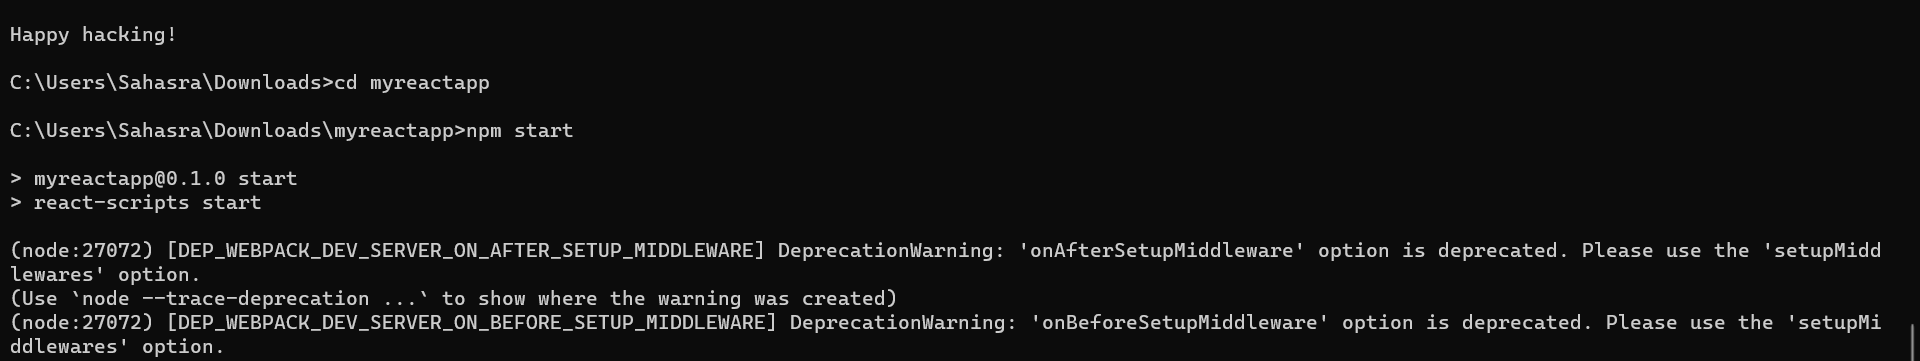 Happy hacking!
C:\Users\Sahasra\Downloads>cd myreactapp
C:\Users\Sahasra\Downloads\myreactapp>npm start
> myreactapp@0.1.0 start
> react-scripts start
(node:27072) [DEP_WEBPACK_DEV_SERVER_ON_AFTER_SETUP_MIDDLEWARE] DeprecationWarning: 'onAfterSetupMiddleware' option is deprecated. Please use the 'setupMidd
lewares' option.
(Use `node --trace-deprecation ...` to show where the warning was created)
(node:27072) [DEP_WEBPACK_DEV_SERVER_ON_BEFORE_SETUP_MIDDLEWARE] DeprecationWarning: 'onBeforeSetupMiddleware' option is deprecated. Please use the 'setupMi
ddlewares' option.